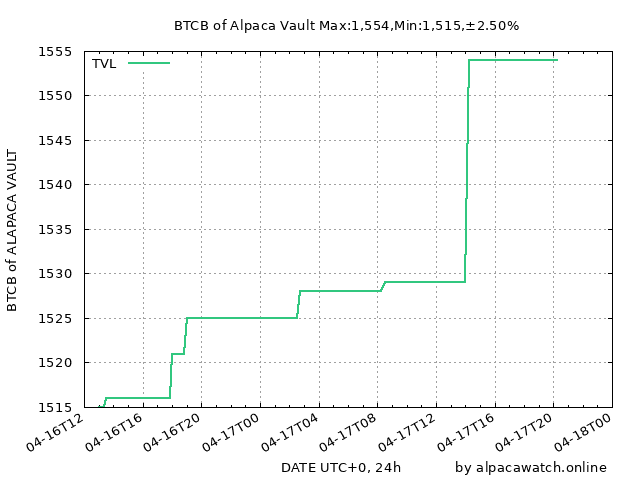 BTCB of Alpaca Vault Max:1,554,Min:1,515,±2.50%
TVL
1555
1550
1545
1540
1535
1530
1525
1520
1515
BTCB of ALAPACA VAULT
04-16T12
04-16T16
04-16T20
04-17T00
04-17T04
04-17T08
04-17T12
04-17T16
04-17T20
04-18T00
DATE UTC+0, 24h
by alpacawatch.online